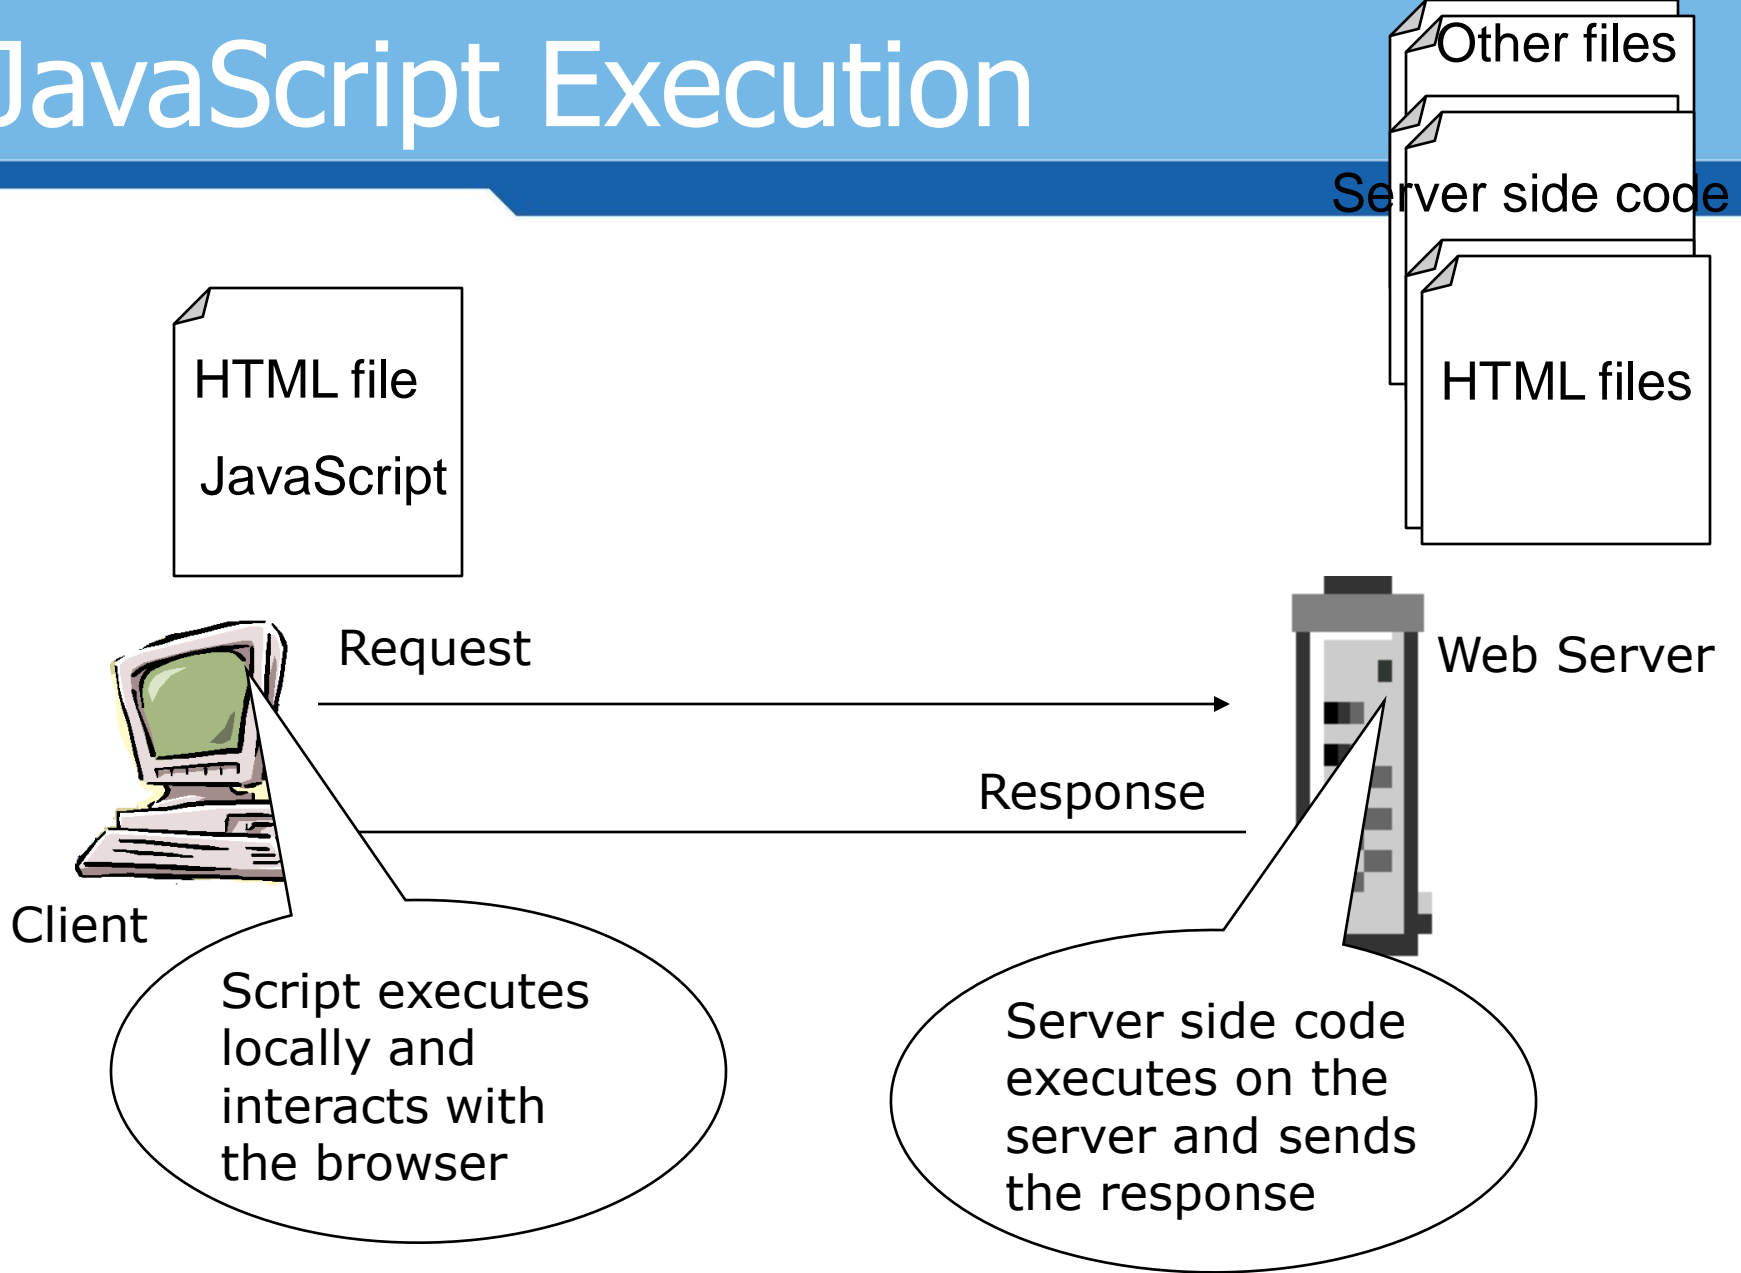 JavaScript Execution
Other files
Server side code
HTML files
HTML file
JavaScript
Request
Web Server
Response
Client
Script executes
locally and
interacts with
the browser
Server side code
executes on the
server and sends
the response